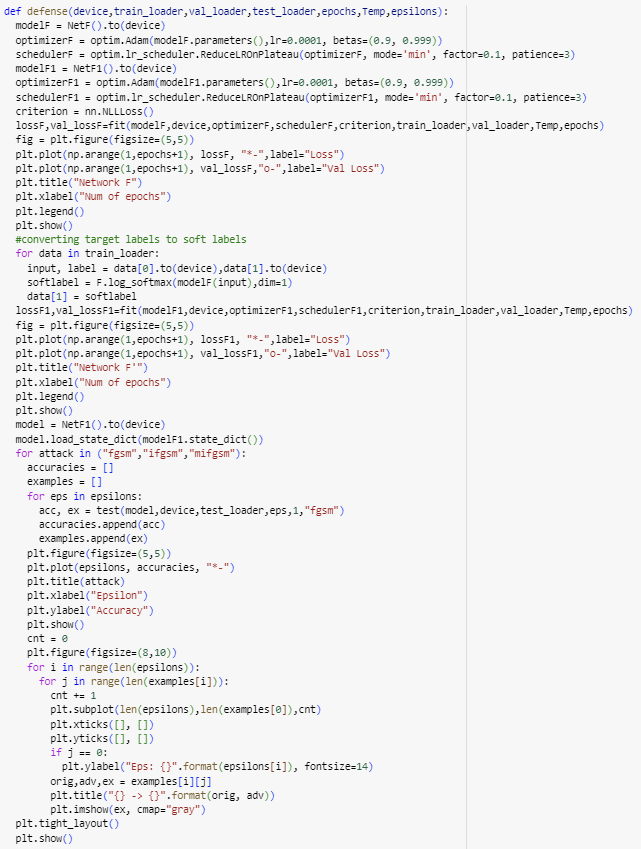 def defense(device,train_loader,val_loader,test_loader,epochs,Temp,epsilons):
  modelF = NetF().to(device)
  optimizerF = optim.Adam(modelF.parameters(),lr=0.0001, betas=(0.9, 0.999))
  schedulerF = optim.lr_scheduler.ReduceLROnPlateau(optimizerF, mode='min', factor=0.1, patience=3)
  modelF1 = NetF1().to(device)
  optimizerF1 = optim.Adam(modelF1.parameters(),lr=0.0001, betas=(0.9, 0.999))
  schedulerF1 = optim.lr_scheduler.ReduceLROnPlateau(optimizerF1, mode='min', factor=0.1, patience=3)
  criterion = nn.NLLLoss()
  lossF,val_lossF=fit(modelF,device,optimizerF,schedulerF,criterion,train_loader,val_loader,Temp,epochs)
  fig = plt.figure(figsize=(5,5))
  plt.plot(np.arange(1,epochs+1), lossF, "*-",label="Loss")
  plt.plot(np.arange(1,epochs+1), val_lossF,"o-",label="Val Loss")
  plt.title("Network F")
  plt.xlabel("Num of epochs")
  plt.legend()
  plt.show()
  #converting target labels to soft labels
  for data in train_loader:
    input, label = data[0].to(device),data[1].to(device)
    softlabel = F.log_softmax(modelF(input),dim=1)
    data[1] = softlabel
  lossF1,val_lossF1=fit(modelF1,device,optimizerF1,schedulerF1,criterion,train_loader,val_loader,Temp,epochs)
  fig = plt.figure(figsize=(5,5))
  plt.plot(np.arange(1,epochs+1), lossF1, "*-",label="Loss")
  plt.plot(np.arange(1,epochs+1), val_lossF1,"o-",label="Val Loss")
  plt.title("Network F'")
  plt.xlabel("Num of epochs")
  plt.legend()
  plt.show()
  model = NetF1().to(device)
  model.load_state_dict(modelF1.state_dict())
  for attack in ("fgsm","ifgsm","mifgsm"):
    accuracies = []
    examples = []
    for eps in epsilons:
      acc, ex = test(model,device,test_loader,eps,1,"fgsm")
      accuracies.append(acc)
      examples.append(ex)
    plt.figure(figsize=(5,5))
    plt.plot(epsilons, accuracies, "*-")
    plt.title(attack)
    plt.xlabel("Epsilon")
    plt.ylabel("Accuracy")
    plt.show()
    cnt = 0
    plt.figure(figsize=(8,10))
    for i in range(len(epsilons)):
      for j in range(len(examples[i])):
        cnt += 1
        plt.subplot(len(epsilons),len(examples[0]),cnt)
        plt.xticks([], [])
        plt.yticks([], [])
        if j == 0:
          plt.ylabel("Eps: {}".format(epsilons[i]), fontsize=14)
        orig,adv,ex = examples[i][j]
        plt.title("{} -> {}".format(orig, adv))
        plt.imshow(ex, cmap="gray")
  plt.tight_layout()
  plt.show()